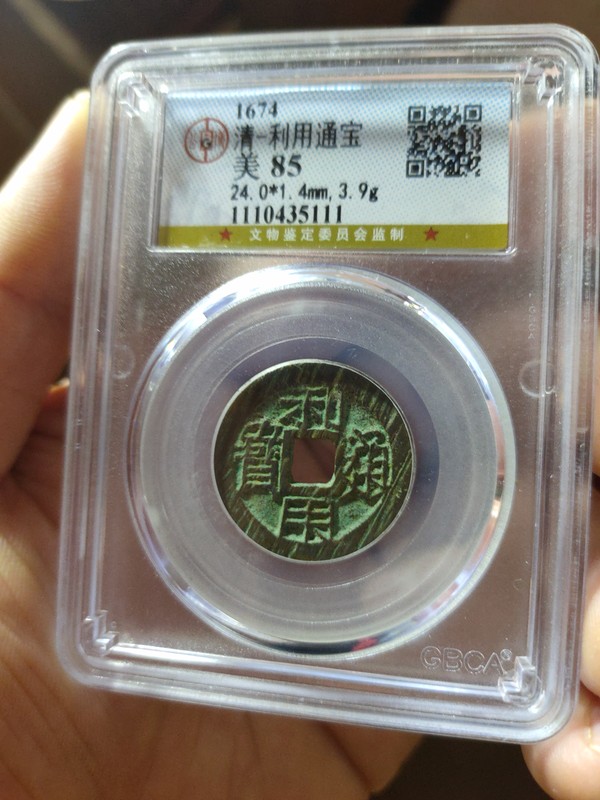 1674
清-利用通宝
美 85
24.0*1.4mm,3.9g
1110435111
★ 文物鉴定委员会监制 ★
利
寶 通
用
GBCA